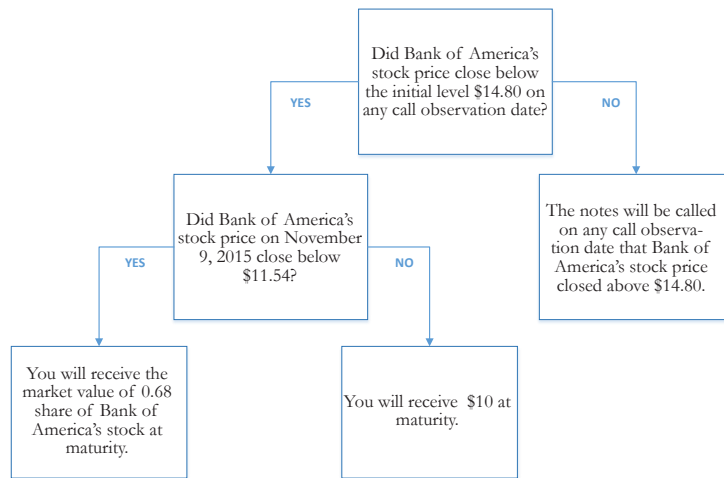 Did Bank of America's
stock price close below
the initial level $14.80 on
any call observation date?
YES
NO
Did Bank of America's
stock price on November
9, 2015 close below
$11.54?
The notes will be called
on any call observa-
tion date that Bank of
America's stock price
closed above $14.80.
YES
NO
You will receive the
market value of 0.68
share of Bank of
America's stock at
maturity.
You will receive $10 at
maturity.